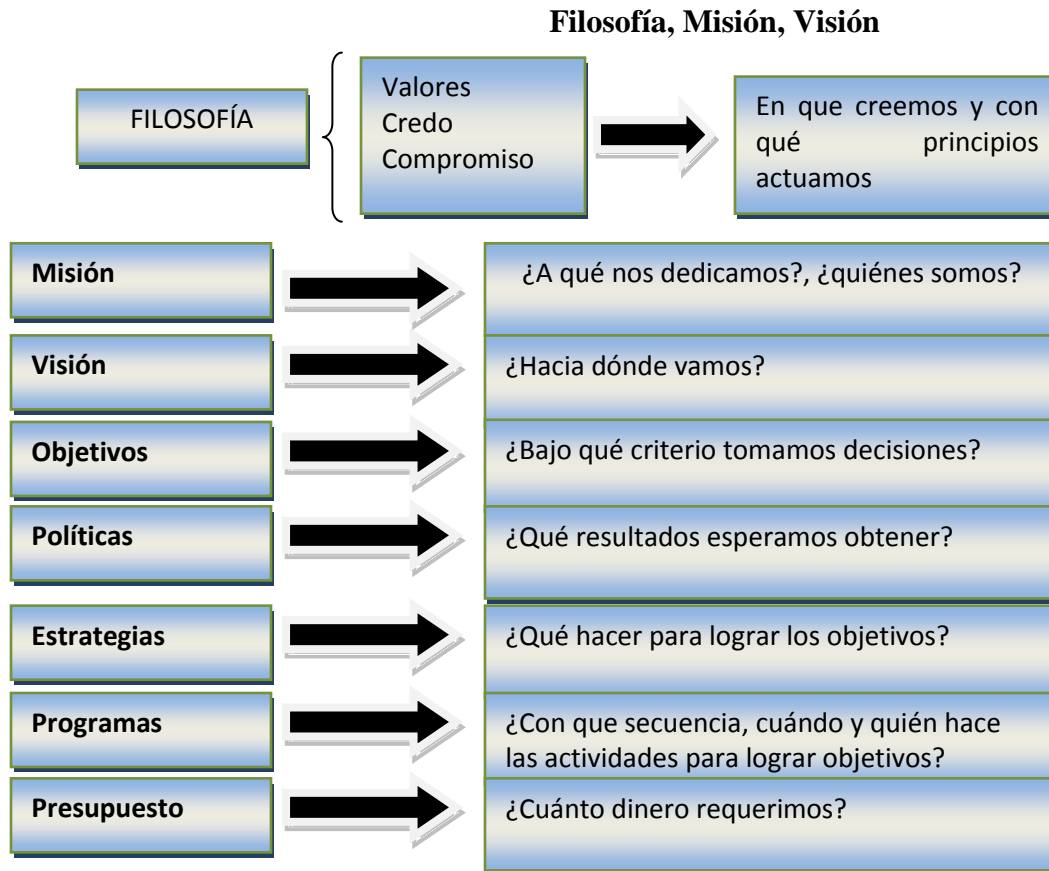 Filosofía, Misión, Visión
FILOSOFÍA
Valores
Credo
Compromiso
En que creemos y con
qué principios
actuamos
Misión
¿A qué nos dedicamos?, ¿quiénes somos?
Visión
¿Hacia dónde vamos?
Objetivos
¿Bajo qué criterio tomamos decisiones?
Políticas
¿Qué resultados esperamos obtener?
Estrategias
¿Qué hacer para lograr los objetivos?
Programas
¿Con que secuencia, cuándo y quién hace
las actividades para lograr objetivos?
Presupuesto
¿Cuánto dinero requerimos?